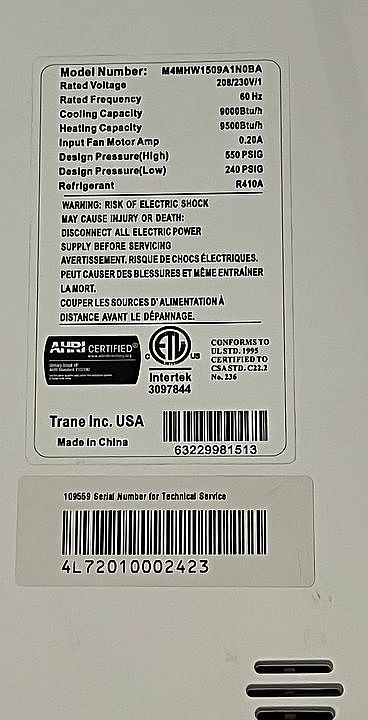 Model Number: M4MHW1509A1N0BA
Rated Voltage 208/230V/1
Rated Frequency 60 Hz
Cooling Capacity 9000Btu/h
Heating Capacity 9500Btu/h
Input Fan Motor Amp 0.20A
Design Pressure(High) 550 PSIG
Design Pressure(Low) 240 PSIG
Refrigerant R410A
WARNING: RISK OF ELECTRIC SHOCK
MAY CAUSE INJURY OR DEATH:
DISCONNECT ALL ELECTRIC POWER
SUPPLY BEFORE SERVICING
AVERTISSEMENT. RISQUE DE CHOCS ÉLECTRIQUES.
PEUT CAUSER DES BLESSURES ET MÊME ENTRAÎNER
LA MORT.
COUPER LES SOURCES D'ALIMENTATION À
DISTANCE AVANT LE DÉPANNAGE.
AHRI CERTIFIED®
www.ahridirectory.org
C ETL US
Intertek
3097844
CONFORMS TO
UL STD. 1995
CERTIFIED TO
CSA STD. C22.2
No. 236
Trane Inc. USA
Made in China
63229981513
109559 Serial Number for Technical Service
4L72010002423